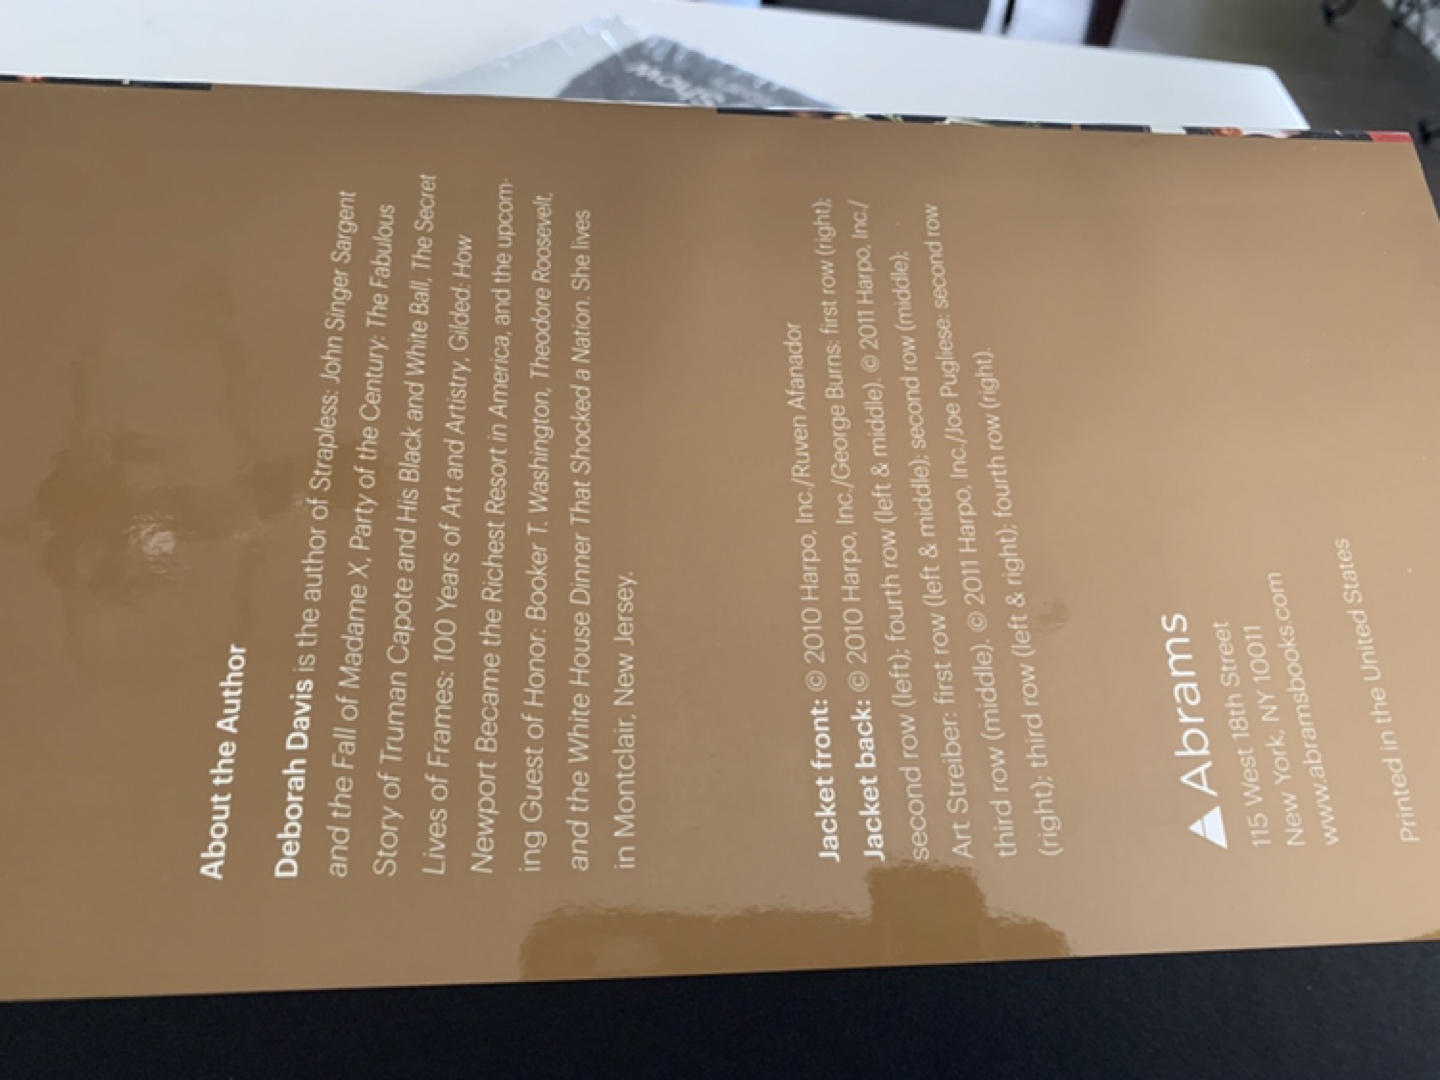 About the Author
Deborah Davis is the author of Strapless: John Singer Sargent
and the Fall of Madame X, Party of the Century: The Fabulous
Story of Truman Capote and His Black and White Ball, The Secret
Lives of Frames: 100 Years of Art and Artistry, Gilded: How
Newport Became the Richest Resort in America, and the upcom-
ing Guest of Honor: Booker T. Washington, Theodore Roosevelt,
and the White House Dinner That Shocked a Nation. She lives
in Montclair, New Jersey.
Jacket front: © 2010 Harpo, Inc./Ruven Afanador
Jacket back: © 2010 Harpo, Inc./George Burns: first row (right);
second row (left); fourth row (left & middle). © 2011 Harpo, Inc./
Art Streiber: first row (left & middle); second row (middle);
third row (middle). © 2011 Harpo, Inc./Joe Pugliese: second row
(right); third row (left & right); fourth row (right).
Abrams
115 West 18th Street
New York, NY 10011
www.abramsbooks.com
Printed in the United States